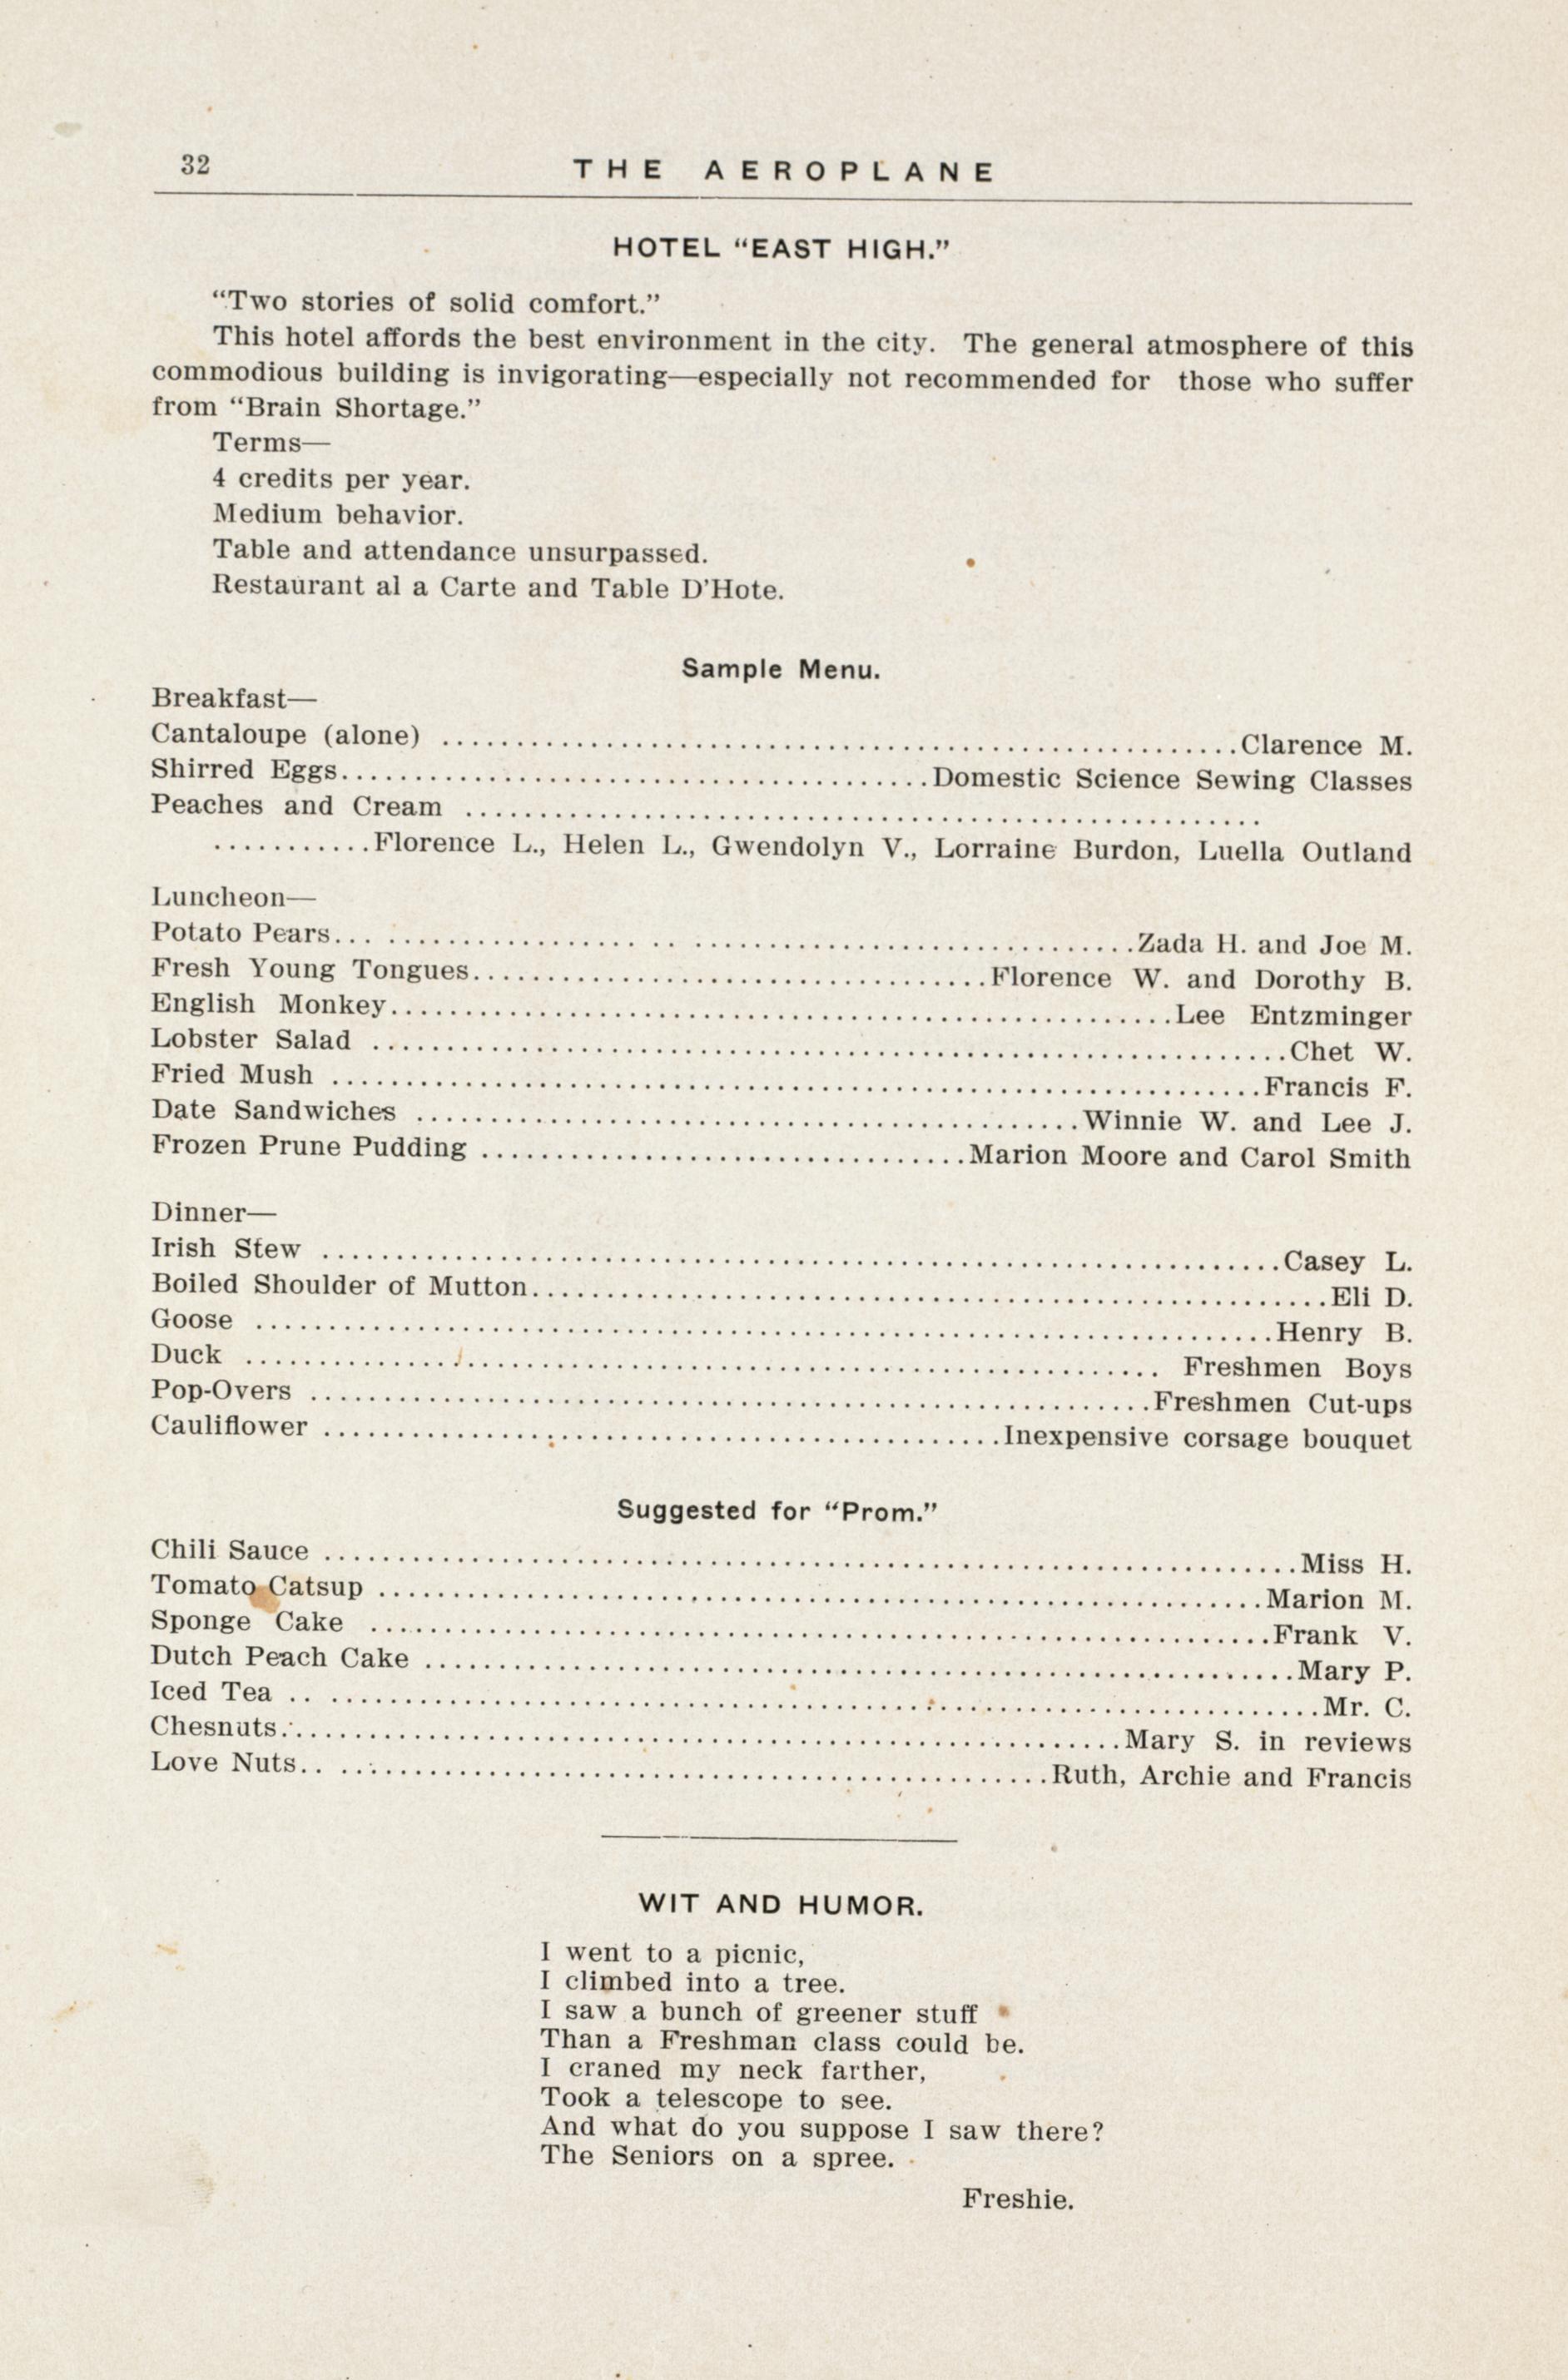 32
THE AEROPLANE
HOTEL “EAST HIGH.”
“Two stories of solid comfort.”
This hotel affords the best environment in the city. The general atmosphere of this
commodious building is invigorating—especially not recommended for those who suffer
from “Brain Shortage.”
Terms—
4 credits per year.
Medium behavior.
Table and attendance unsurpassed.
Restaurant al a Carte and Table D’Hote.
Sample Menu.
Breakfast—
Cantaloupe (alone) ........................................................Clarence M.
Shirred Eggs........................................Domestic Science Sewing Classes
Peaches and Cream ......................................................
...........Florence L., Helen L., Gwendolyn V., Lorraine Burdon, Luella Outland
Luncheon—
Potato Pears... ....................................................Zada H. and Joe M.
Fresh Young Tongues...................................Florence W. and Dorothy B.
English Monkey.....................................................Lee Entzminger
Lobster Salad ..............................................................Chet W.
Fried Mush ...............................................................Francis F.
Date Sandwiches .............................................Winnie W. and Lee J.
Frozen Prune Pudding .................................Marion Moore and Carol Smith
Dinner—
Irish Stew .................................................................Casey L.
Boiled Shoulder of Mutton......................................................Eli D.
Goose .....................................................................Henry B.
Duck .............................................................. Freshmen Boys
Pop-Overs .........................................................Freshmen Cut-ups
Cauliflower ..............................................Inexpensive corsage bouquet
Suggested for “Prom.”
Chili Sauce ..................................................................Miss H.
Tomato Catsup ............................................................Marion M.
Sponge Cake .............................................................Frank V.
Dutch Peach Cake ...........................................................Mary P.
Iced Tea .. ...................................................................Mr. C.
Chesnuts.........................................................Mary S. in reviews
Love Nuts.. ................................................Ruth, Archie and Francis
WIT AND HUMOR.
I went to a picnic,
I climbed into a tree.
I saw a bunch of greener stuff
Than a Freshman class could be.
I craned my neck farther,
Took a telescope to see.
And what do you suppose I saw there?
The Seniors on a spree.
Freshie.